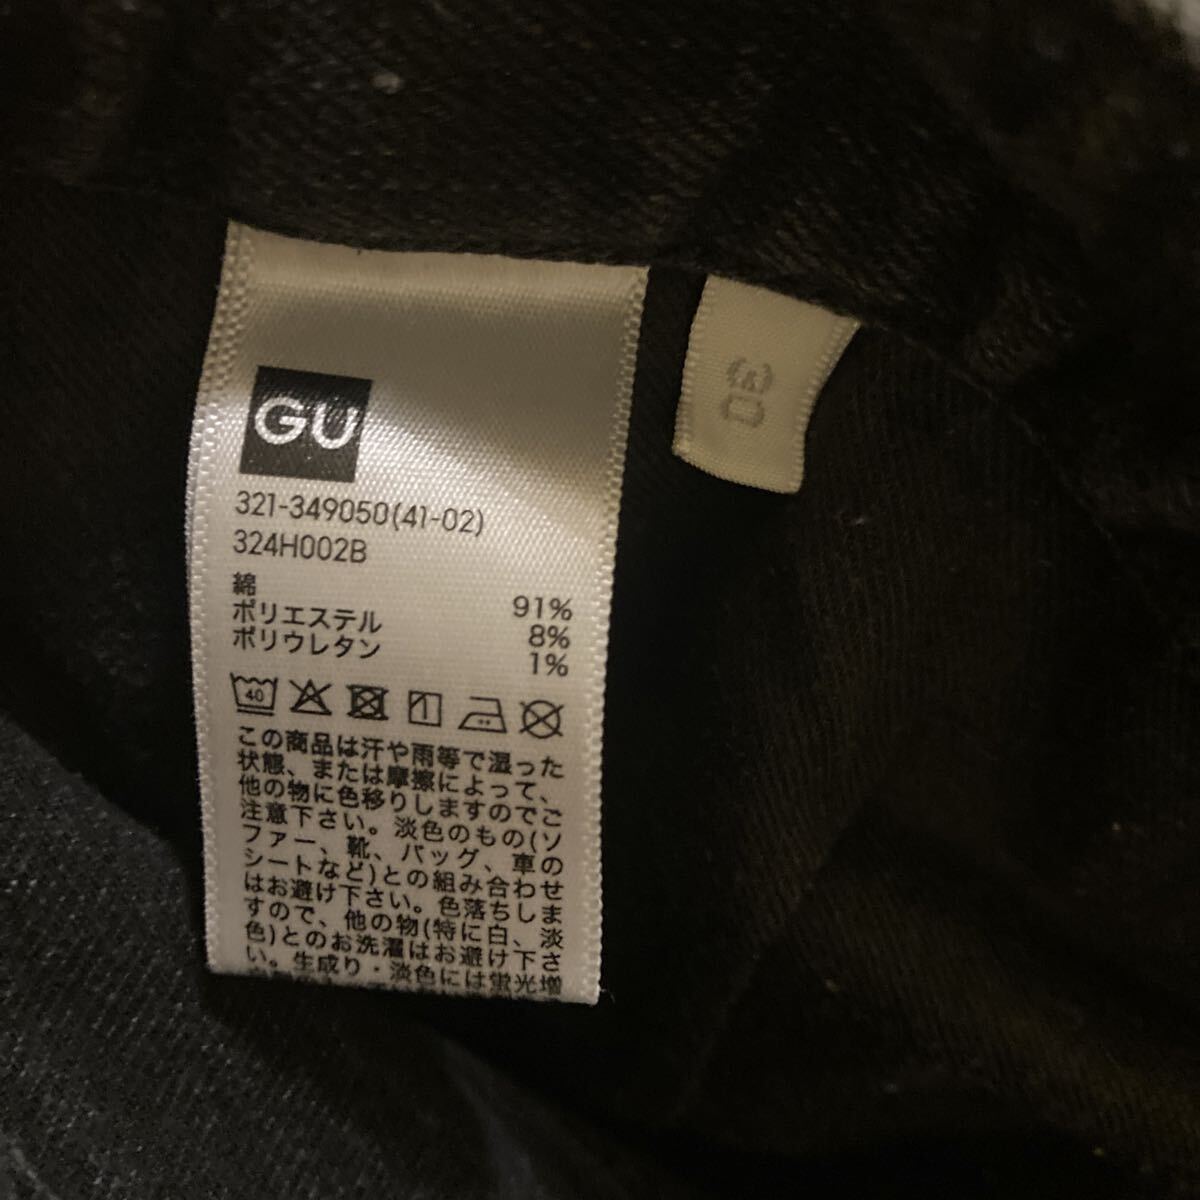 GU
321-349050(41-02)
324H002B
綿 91%
ポリエステル 8%
ポリウレタン 1%
40
この商品は汗や雨等で湿った
状態、または摩擦によって、
他の物に色移りしますのでご
注意下さい。淡色のもの(ソ
ファー、靴、バッグ、車の
シートなど)との組み合わせ
はお避け下さい。色落ちしま
すので、他の物(特に白、淡
色)とのお洗濯はお避け下さ
い。生成り・淡色には蛍光増